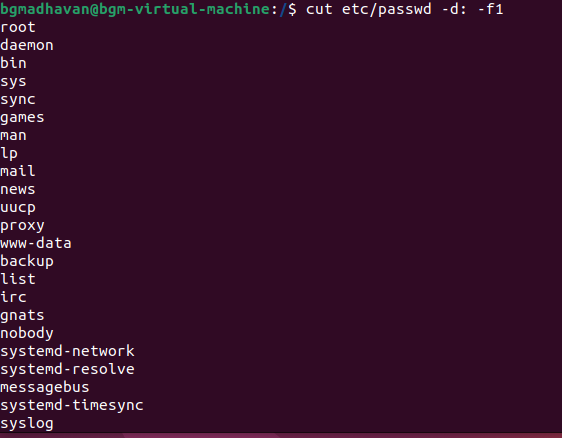 bgmadhavan@bgm-virtual-machine:/$ cut etc/passwd -d: -f1
root
daemon
bin
sys
sync
games
man
lp
mail
news
uucp
proxy
www-data
backup
list
irc
gnats
nobody
systemd-network
systemd-resolve
messagebus
systemd-timesync
syslog